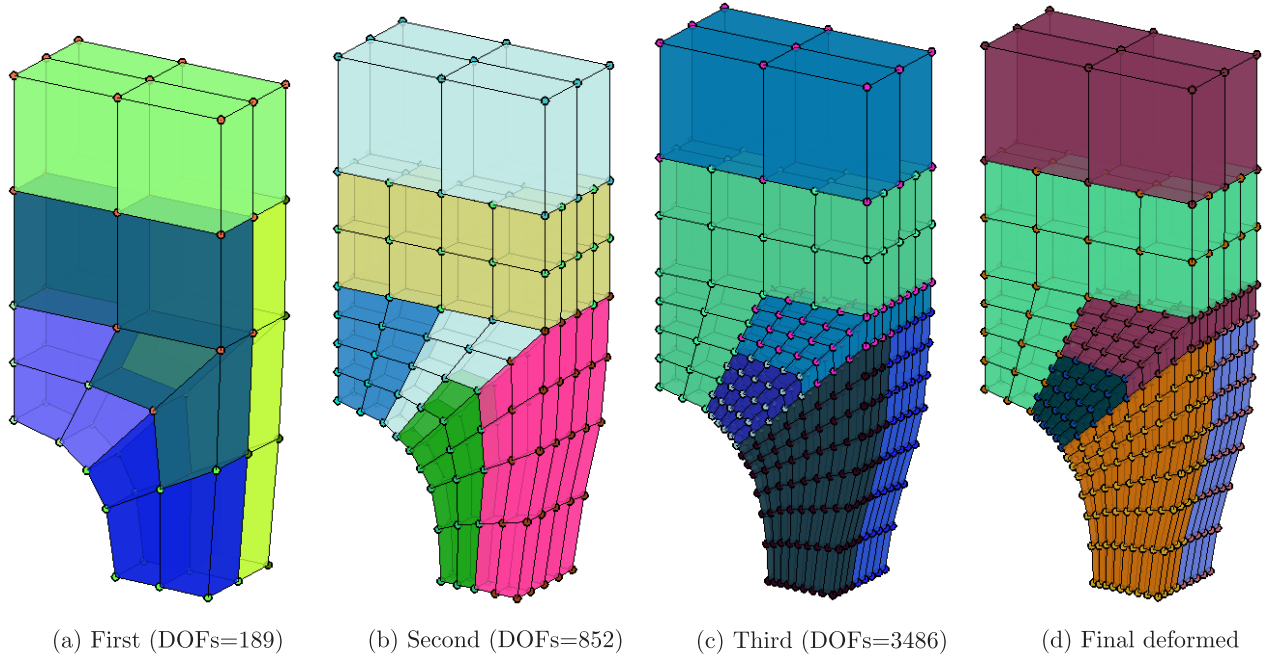 (a) First (DOFs=189)
(b) Second (DOFs=852)
(c) Third (DOFs=3486)
(d) Final deformed